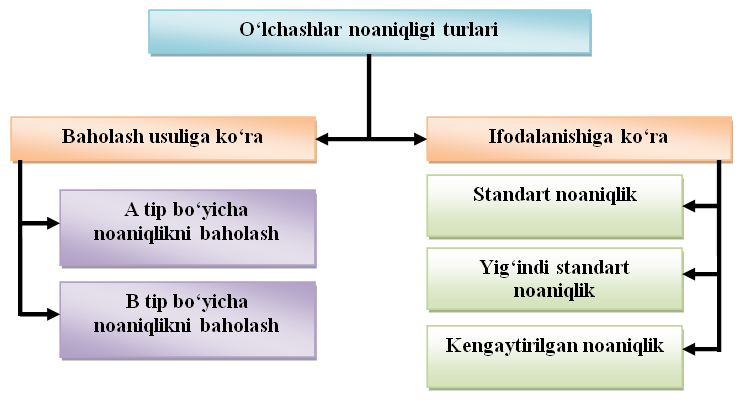 O‘lchashlar noaniqligi turlari
Baholash usuliga ko‘ra
A tip bo‘yicha
noaniqlikni baholash
B tip bo‘yicha
noaniqlikni baholash
Ifodalanishiga ko‘ra
Standart noaniqlik
Yig‘indi standart
noaniqlik
Kengaytirilgan noaniqlik